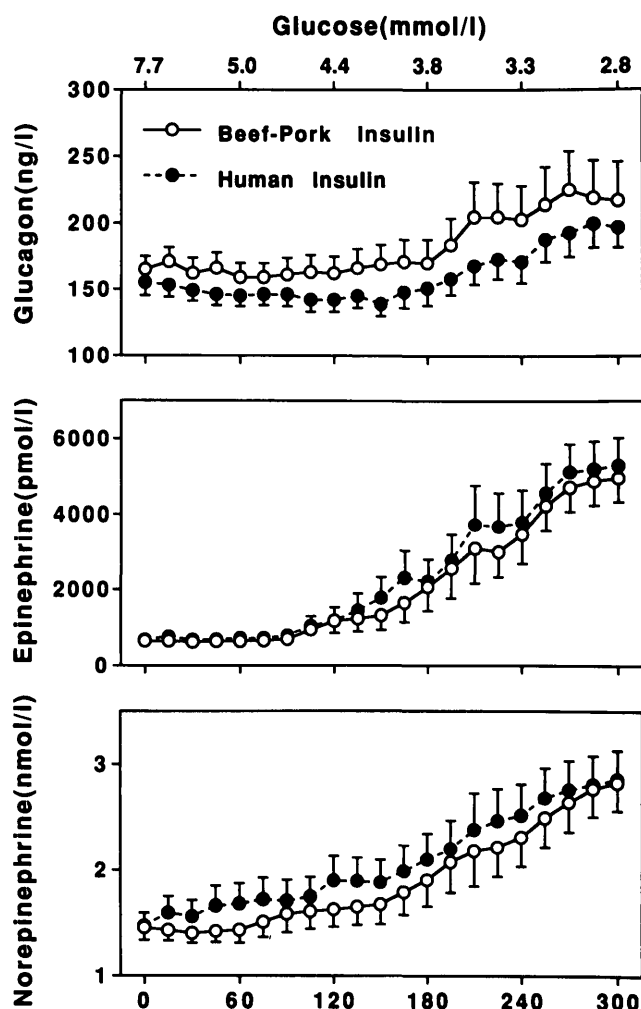 Glucose(mmol/l)
7.7 5.0 4.4 3.8 3.3 2.8
Glucagon(ng/l)
300
250
200
150
100
Beef-Pork Insulin
Human Insulin
Epinephrine(pmol/l)
6000
4000
2000
0
Norepinephrine(nmol/l)
3
2
1
0 60 120 180 240 300